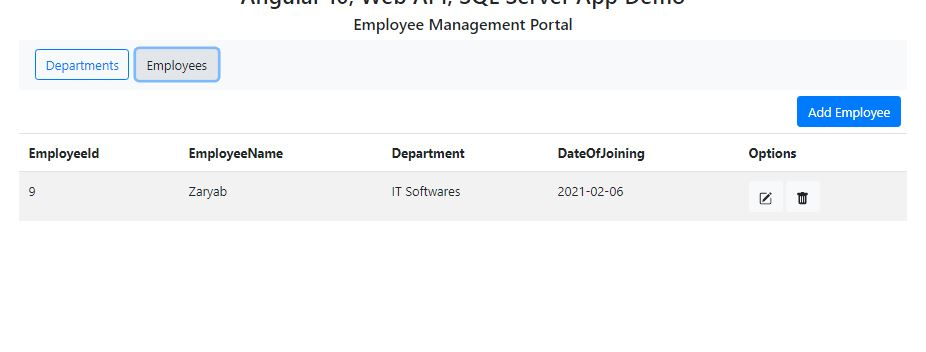 Angular 10, Web API, SQL Server App Demo
Employee Management Portal
Departments Employees
Add Employee
EmployeeId EmployeeName Department DateOfJoining Options
9 Zaryab IT Softwares 2021-02-06